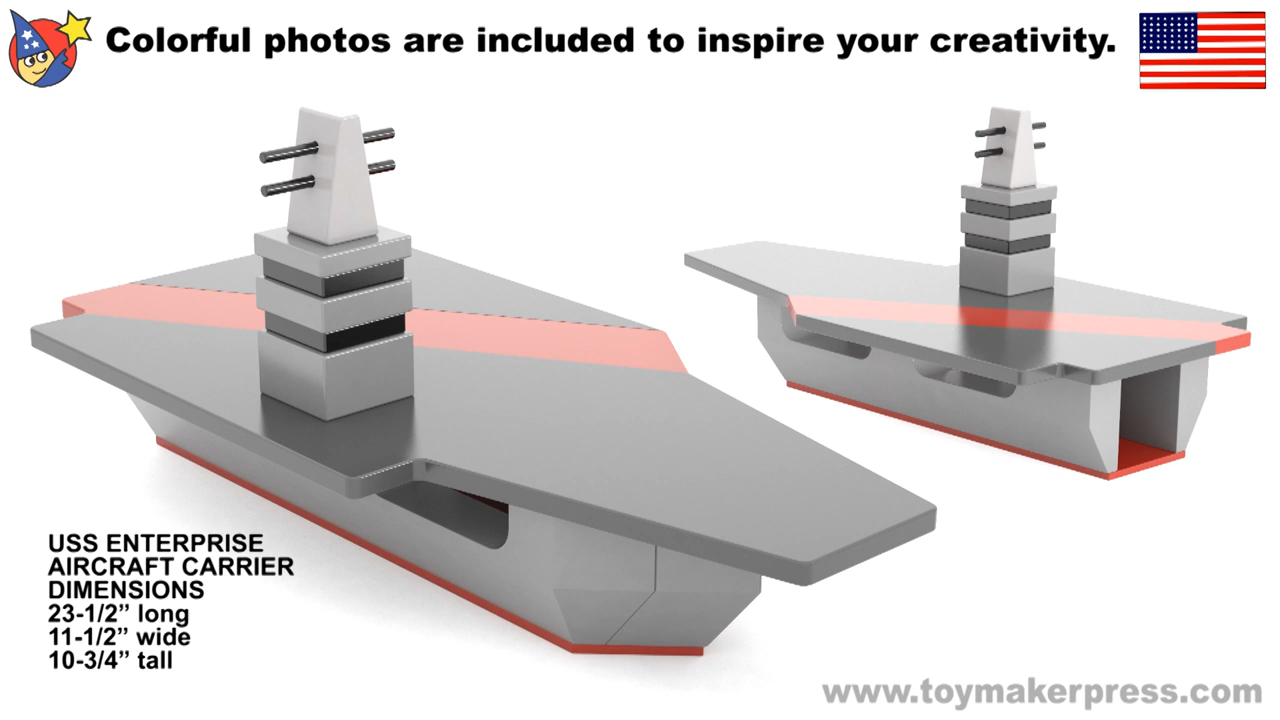 Colorful photos are included to inspire your creativity.
USS ENTERPRISE
AIRCRAFT CARRIER
DIMENSIONS
23-1/2” long
11-1/2” wide
10-3/4” tall
www.toymakerpress.com